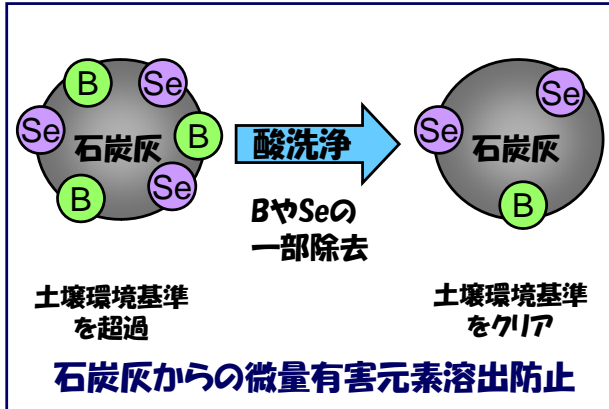 B
Se
Se
石炭灰
B
B
Se
酸洗浄
BやSeの
一部除去
Se
Se
石炭灰
B
土壌環境基準
を超過
土壌環境基準
をクリア
石炭灰からの微量有害元素溶出防止